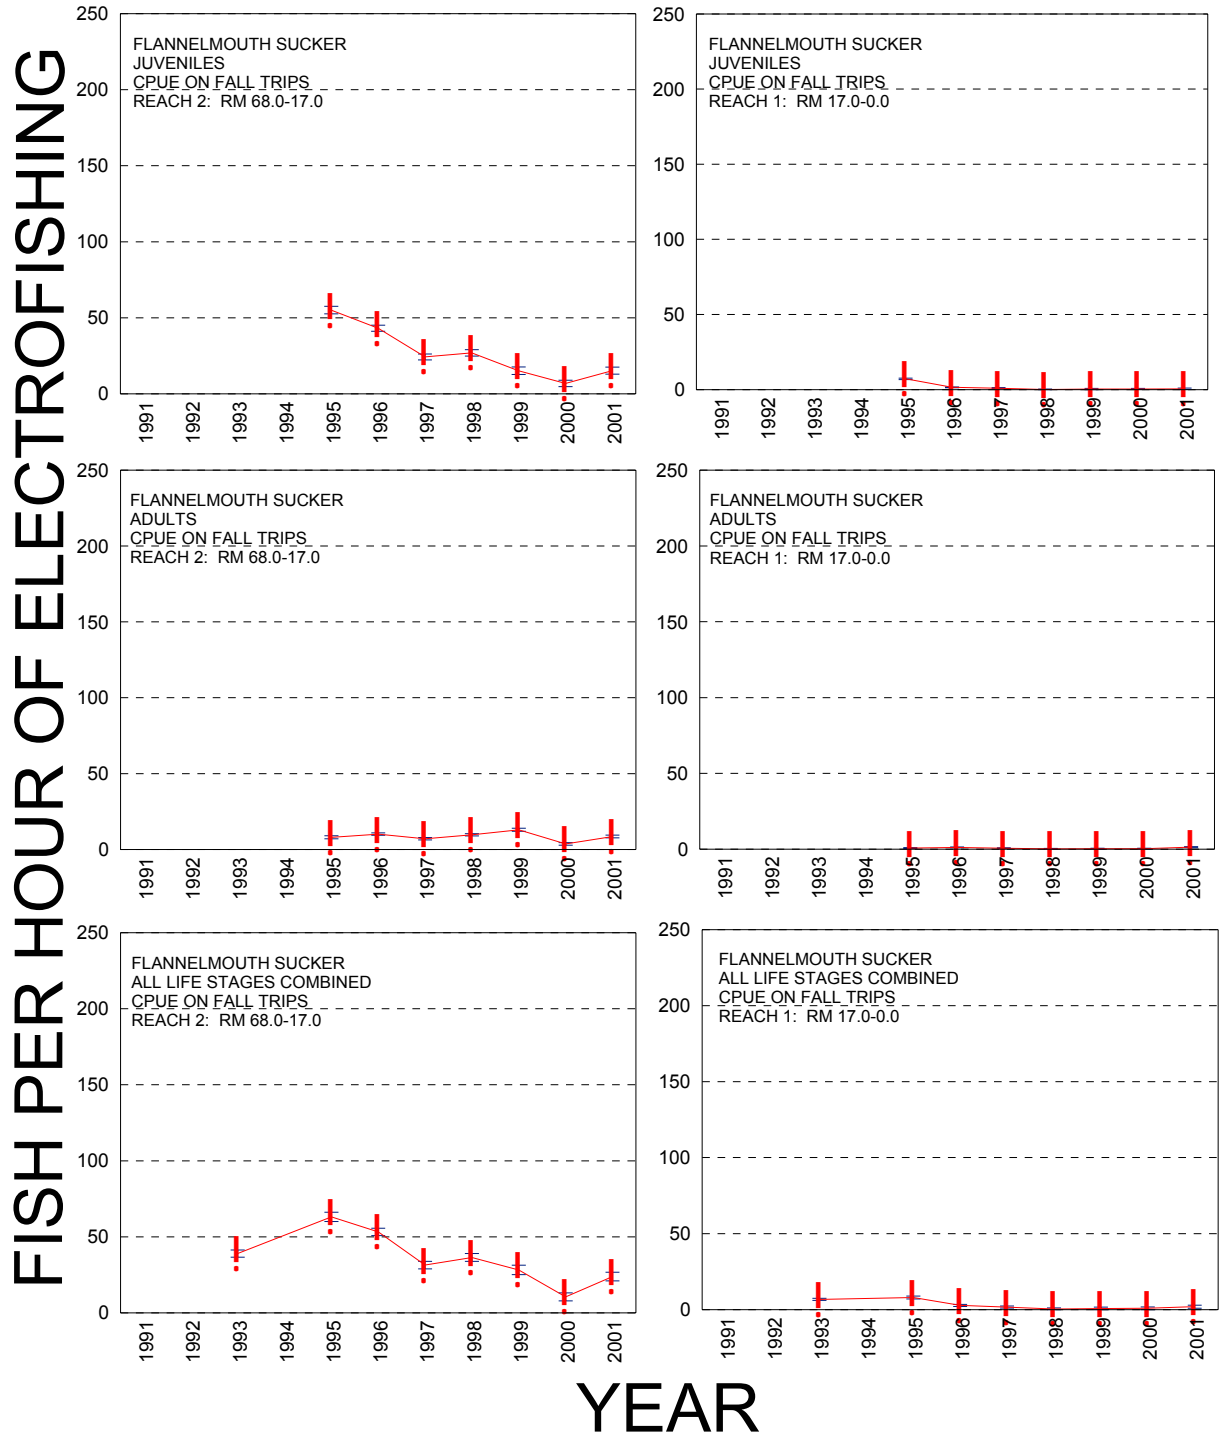 FISH PER HOUR OF ELECTROFISHING
250
200
150
100
50
0
FLANNELMOUTH SUCKER
JUVENILES
CPUE ON FALL TRIPS
REACH 2: RM 68.0-17.0
1991 1992 1993 1994 1995 1996 1997 1998 1999 2000 2001
250
200
150
100
50
0
FLANNELMOUTH SUCKER
JUVENILES
CPUE ON FALL TRIPS
REACH 1: RM 17.0-0.0
1991 1992 1993 1994 1995 1996 1997 1998 1999 2000 2001
250
200
150
100
50
0
FLANNELMOUTH SUCKER
ADULTS
CPUE ON FALL TRIPS
REACH 2: RM 68.0-17.0
1991 1992 1993 1994 1995 1996 1997 1998 1999 2000 2001
250
200
150
100
50
0
FLANNELMOUTH SUCKER
ADULTS
CPUE ON FALL TRIPS
REACH 1: RM 17.0-0.0
1991 1992 1993 1994 1995 1996 1997 1998 1999 2000 2001
250
200
150
100
50
0
FLANNELMOUTH SUCKER
ALL LIFE STAGES COMBINED
CPUE ON FALL TRIPS
REACH 2: RM 68.0-17.0
1991 1992 1993 1994 1995 1996 1997 1998 1999 2000 2001
250
200
150
100
50
0
FLANNELMOUTH SUCKER
ALL LIFE STAGES COMBINED
CPUE ON FALL TRIPS
REACH 1: RM 17.0-0.0
1991 1992 1993 1994 1995 1996 1997 1998 1999 2000 2001
YEAR